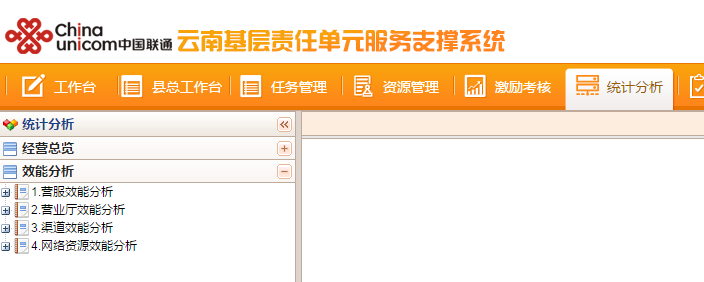 China unicom中国联通 云南基层责任单元服务支撑系统
工作台 县总工作台 任务管理 资源管理 激励考核 统计分析
统计分析
经营总览
效能分析
1.营服效能分析
2.营业厅效能分析
3.渠道效能分析
4.网络资源效能分析